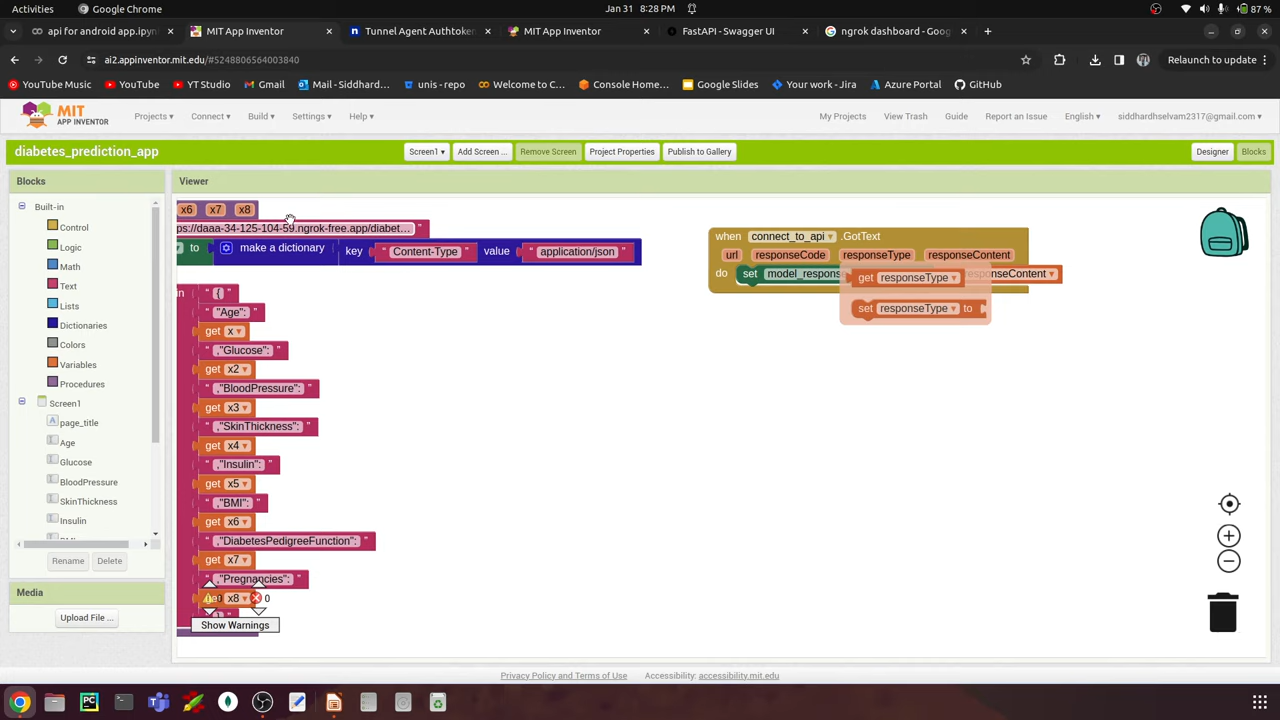 Activities
Google Chrome
Jan 31 8:28 PM
87 %
api for android app.ipynb
MIT App Inventor
Tunnel Agent Authtoken
MIT App Inventor
FastAPI - Swagger UI
ngrok dashboard - Goog
ai2.appinventor.mit.edu/#5248806564003840
Relaunch to update
YouTube Music
YouTube
YT Studio
Gmail
Mail - Siddhard...
unis - repo
Welcome to C...
Console Home...
Google Slides
Your work - Jira
Azure Portal
GitHub
MIT
APP INVENTOR
Projects
Connect
Build
Settings
Help
My Projects
View Trash
Guide
Report an Issue
English
siddhardhselvam2317@gmail.com
diabetes_prediction_app
Screen1
Add Screen ...
Remove Screen
Project Properties
Publish to Gallery
Designer
Blocks
Blocks
Viewer
Built-in
Control
Logic
Math
Text
Lists
Dictionaries
Colors
Variables
Procedures
Screen1
page_title
Age
Glucose
BloodPressure
SkinThickness
Insulin
Rename
Delete
Media
Upload File ...
x6 x7 x8
ps://daaa-34-125-104-59.ngrok-free.app/diabet... "
to make a dictionary key " Content-Type " value " application/json "
in " { "
" "Age": "
get x
" ,"Glucose": "
get x2
" ,"BloodPressure": "
get x3
" ,"SkinThickness": "
get x4
" ,"Insulin": "
get x5
" ,"BMI": "
get x6
" ,"DiabetesPedigreeFunction": "
get x7
" ,"Pregnancies": "
get x8
0
0
Show Warnings
when connect_to_api .GotText
url responseCode responseType responseContent
do set model_respons
esponseContent
get responseType
set responseType to
Privacy Policy and Terms of Use
Accessibility: accessibility.mit.edu